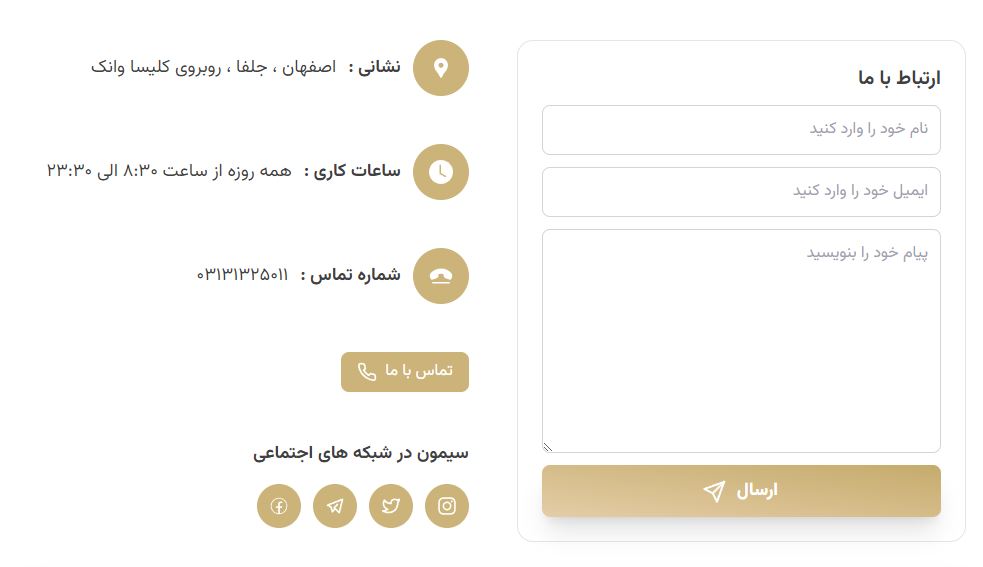 ارتباط با ما
نام خود را وارد کنید
ایمیل خود را وارد کنید
پیام خود را بنویسید
ارسال
نشانی : اصفهان ، جلفا ، روبروی کلیسا وانک
ساعات کاری : همه روزه از ساعت ۸:۳۰ الی ۲۳:۳۰
شماره تماس : ۰۳۱۳۱۳۲۵۰۱۱
تماس با ما
سیمون در شبکه های اجتماعی